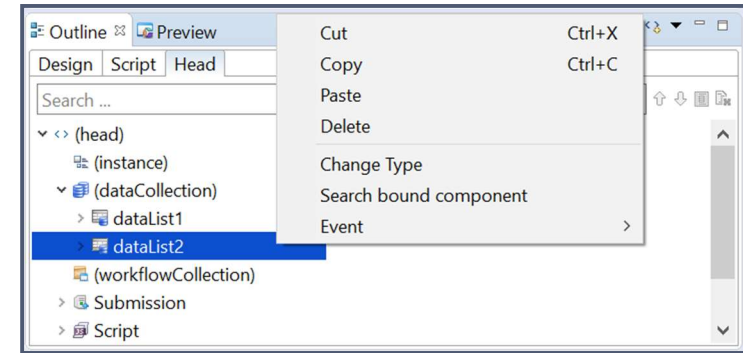 Outline Preview
Design Script Head
Search ...
(head)
(instance)
(dataCollection)
dataList1
dataList2
(workflowCollection)
Submission
Script
Cut Ctrl+X
Copy Ctrl+C
Paste
Delete
Change Type
Search bound component
Event